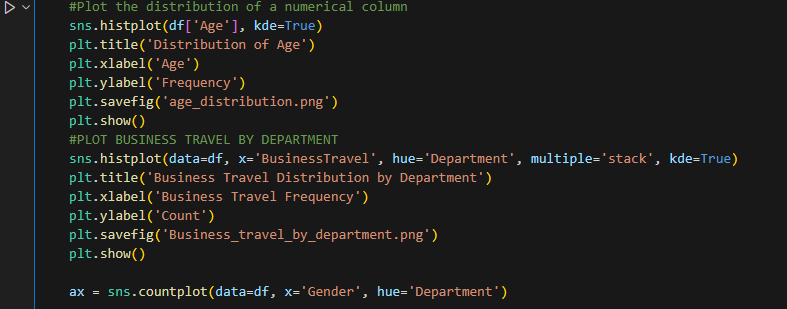 #Plot the distribution of a numerical column
sns.histplot(df['Age'], kde=True)
plt.title('Distribution of Age')
plt.xlabel('Age')
plt.ylabel('Frequency')
plt.savefig('age_distribution.png')
plt.show()
#PLOT BUSINESS TRAVEL BY DEPARTMENT
sns.histplot(data=df, x='BusinessTravel', hue='Department', multiple='stack', kde=True)
plt.title('Business Travel Distribution by Department')
plt.xlabel('Business Travel Frequency')
plt.ylabel('Count')
plt.savefig('Business_travel_by_department.png')
plt.show()
ax = sns.countplot(data=df, x='Gender', hue='Department')